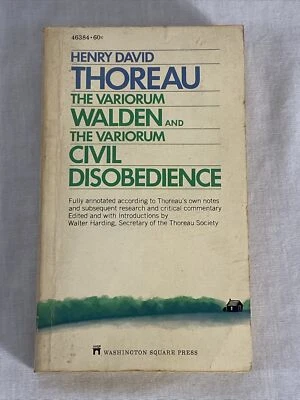 46384•60¢
HENRY DAVID
THOREAU
THE VARIORUM
WALDEN AND
THE VARIORUM
CIVIL
DISOBEDIENCE
Fully annotated according to Thoreau's own notes
and subsequent research and critical commentary
Edited and with Introductions by
Walter Harding, Secretary of the Thoreau Society
WASHINGTON SQUARE PRESS